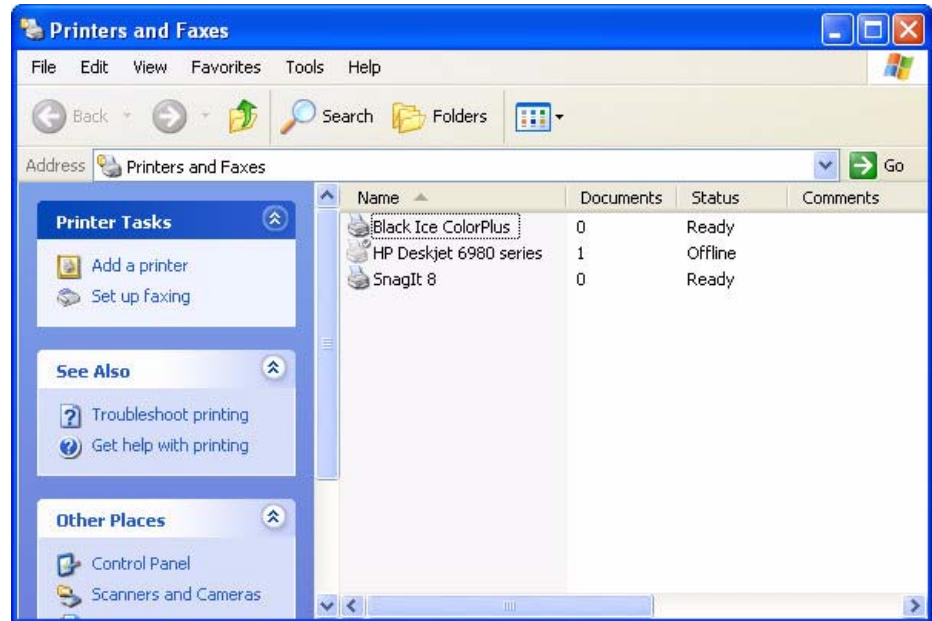 Printers and Faxes
File Edit View Favorites Tools Help
Back Search Folders
Address Printers and Faxes Go
Printer Tasks
Add a printer
Set up faxing
See Also
Troubleshoot printing
Get help with printing
Other Places
Control Panel
Scanners and Cameras
Name Documents Status Comments
Black Ice ColorPlus 0 Ready
HP Deskjet 6980 series 1 Offline
SnagIt 8 0 Ready